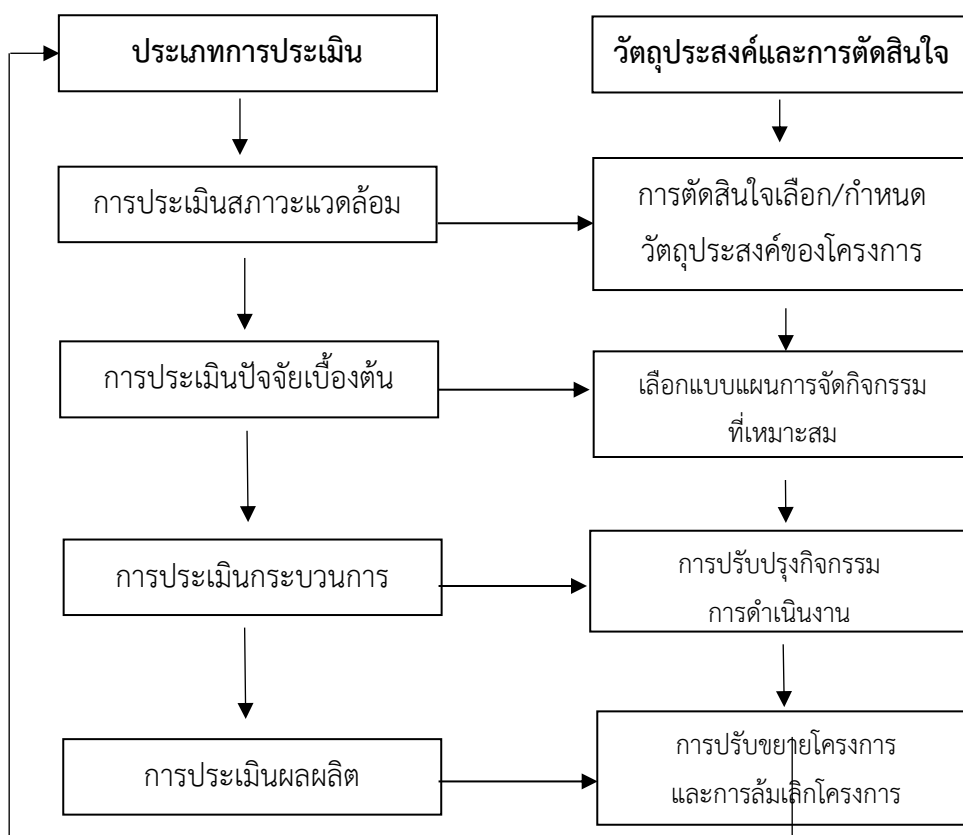 ประเภทการประเมิน
วัตถุประสงค์และการตัดสินใจ
การประเมินสภาวะแวดล้อม
การตัดสินใจเลือก/กำหนด
วัตถุประสงค์ของโครงการ
การประเมินปัจจัยเบื้องต้น
เลือกแบบแผนการจัดกิจกรรม
ที่เหมาะสม
การประเมินกระบวนการ
การปรับปรุงกิจกรรม
การดำเนินงาน
การประเมินผลผลิต
การปรับขยายโครงการ
และการล้มเลิกโครงการ